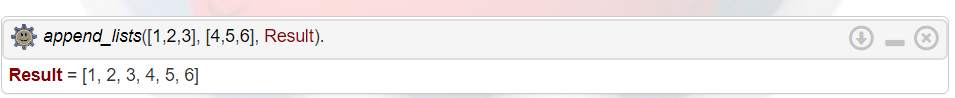 append_lists([1,2,3], [4,5,6], Result).
Result = [1, 2, 3, 4, 5, 6]